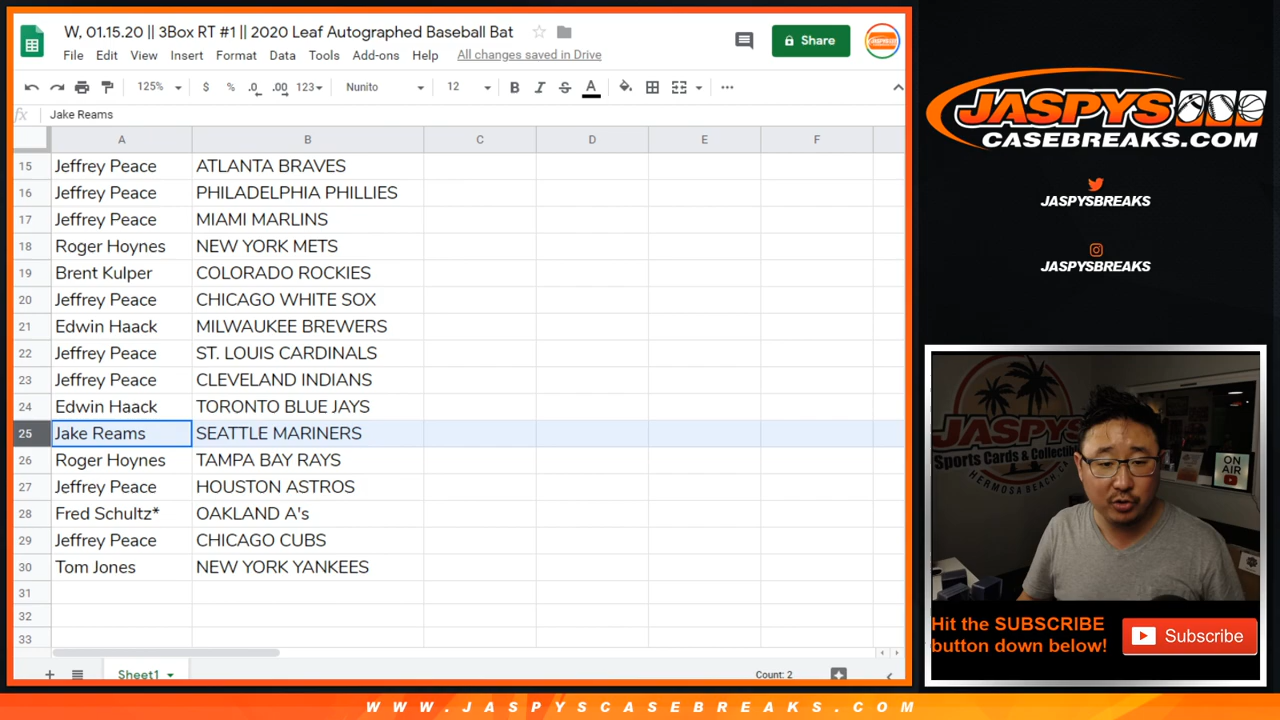 W, 01.15.20 || 3Box RT #1 || 2020 Leaf Autographed Baseball Bat
File Edit View Insert Format Data Tools Add-ons Help All changes saved in Drive
Share
125% $ % .0 .00 123 Nunito 12 B I S A
fx Jake Reams
A B C D E F
15 Jeffrey Peace ATLANTA BRAVES
16 Jeffrey Peace PHILADELPHIA PHILLIES
17 Jeffrey Peace MIAMI MARLINS
18 Roger Hoynes NEW YORK METS
19 Brent Kulper COLORADO ROCKIES
20 Jeffrey Peace CHICAGO WHITE SOX
21 Edwin Haack MILWAUKEE BREWERS
22 Jeffrey Peace ST. LOUIS CARDINALS
23 Jeffrey Peace CLEVELAND INDIANS
24 Edwin Haack TORONTO BLUE JAYS
25 Jake Reams SEATTLE MARINERS
26 Roger Hoynes TAMPA BAY RAYS
27 Jeffrey Peace HOUSTON ASTROS
28 Fred Schultz* OAKLAND A's
29 Jeffrey Peace CHICAGO CUBS
30 Tom Jones NEW YORK YANKEES
31
32
33
Sheet1
Count: 2
JASPYS
CASEBREAKS.COM
JASPYSBREAKS
JASPYSBREAKS
JASPYS
Sports Cards & Collectibles
HERMOSA BEACH, CA
ON
AIR
Hit the SUBSCRIBE
button down below!
Subscribe
WWW.JASPYSCASEBREAKS.COM